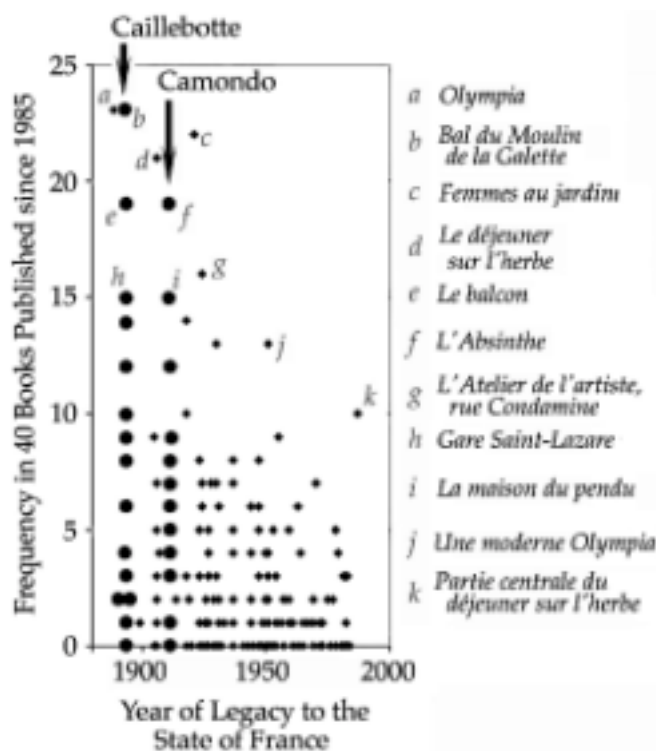 Caillebotte
Camondo
Frequency in 40 Books Published since 1985
25
20
15
10
5
0
a
b
c
d
e
f
g
h
i
j
k
1900
1950
2000
Year of Legacy to the
State of France
a Olympia
b Bal du Moulin
de la Galette
c Femmes au jardini
d Le déjeuner
sur l'herbe
e Le balcon
f L'Absinthe
g L'Atelier de l'artiste,
rue Condamine
h Gare Saint-Lazare
i La maison du pendu
j Une moderne Olympia
k Partie centrale du
déjeuner sur l'herbe